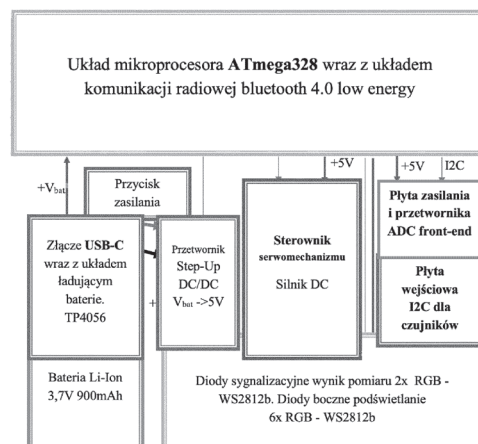 Układ mikroprocesora ATmega328 wraz z układem
komunikacji radiowej bluetooth 4.0 low energy
+Vbat
+5V
+5V
I2C
Przycisk
zasilania
Złącze USB-C
wraz z układem
ładującym
baterie.
TP4056
Przetwornik
Step-Up
DC/DC
Vbat ->5V
+
Sterownik
serwomechanizmu
Silnik DC
Płyta zasilania
i przetwornika
ADC front-end
Płyta
wejściowa
I2C dla
czujników
Bateria Li-Ion
3,7V 900mAh
Diody sygnalizacyjne wynik pomiaru 2x RGB -
WS2812b. Diody boczne podświetlanie
6x RGB - WS2812b